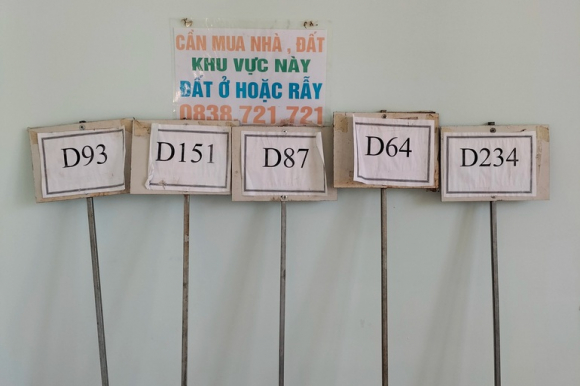 CẦN MUA NHÀ , ĐẤT
KHU VỰC NÀY
ĐẤT Ở HOẶC RẪY
0838.721.721
D93
D151
D87
D64
D234